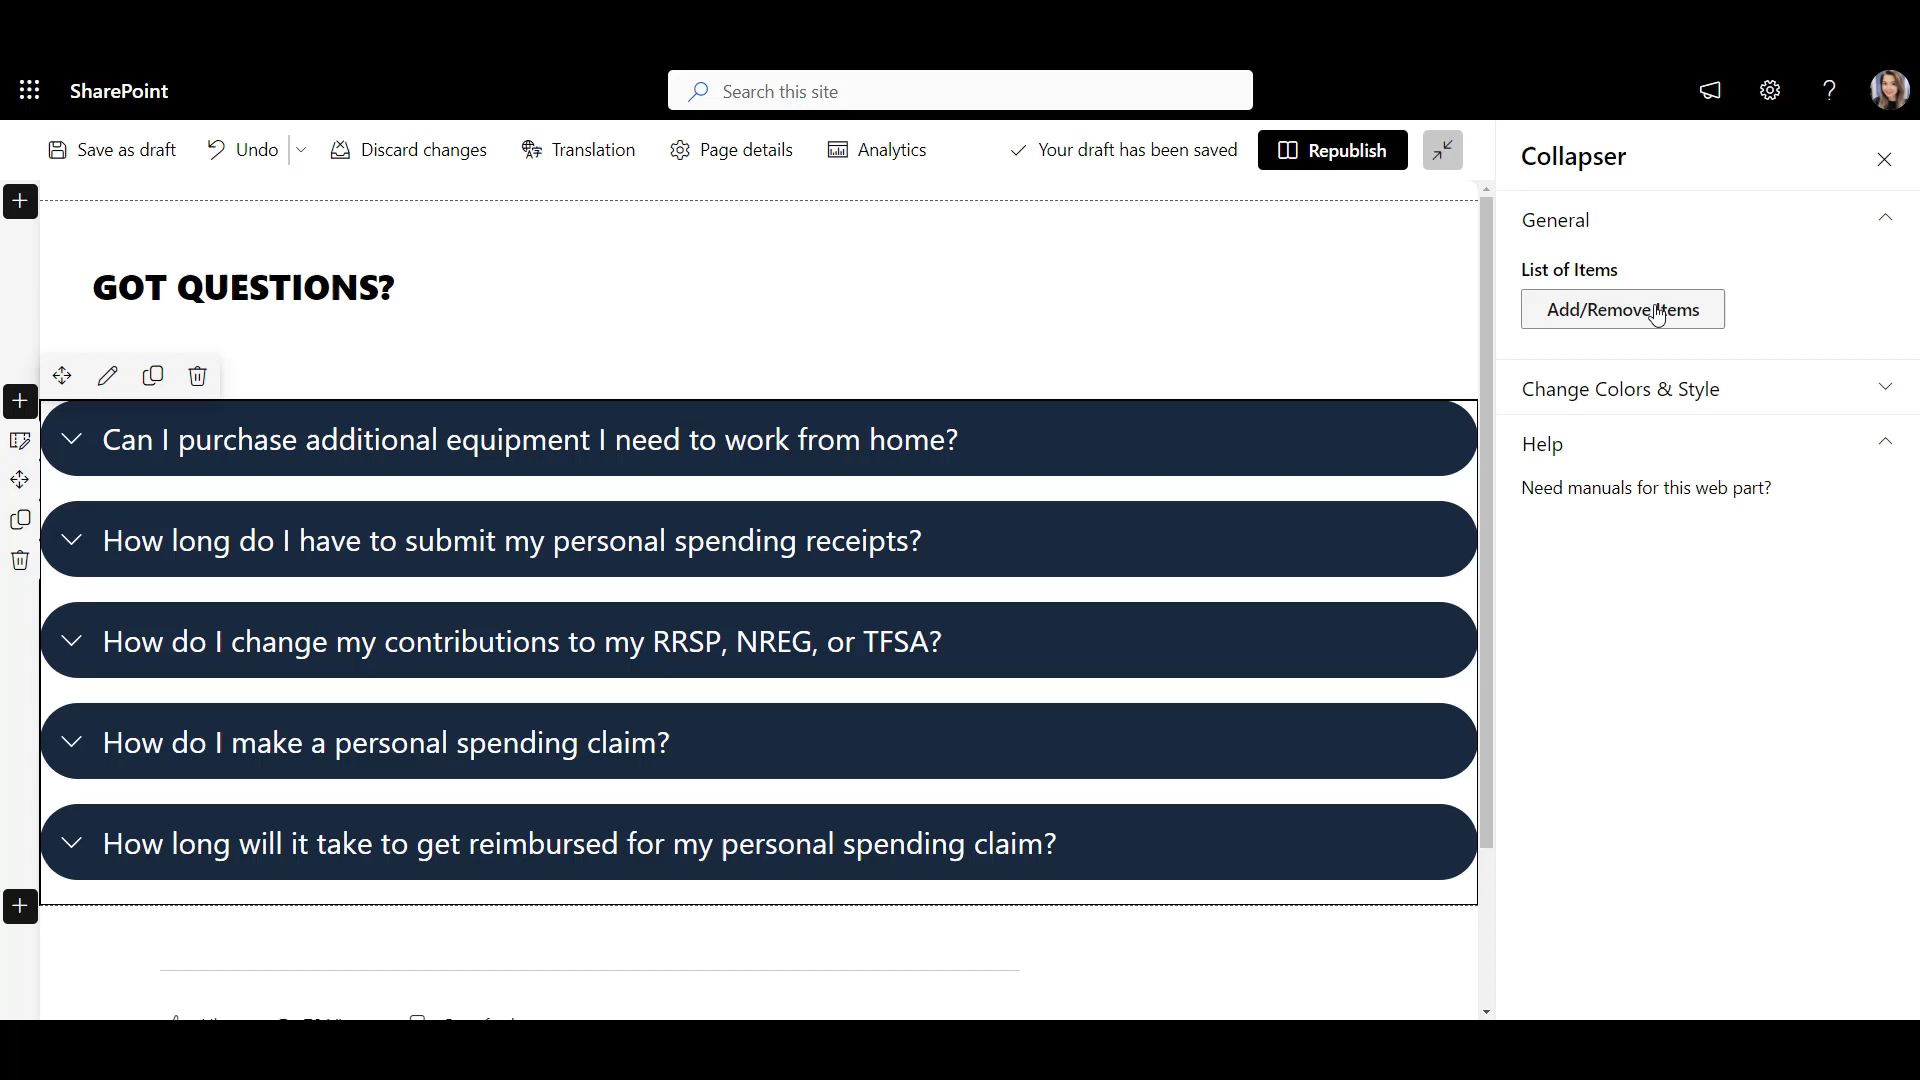 SharePoint
Search this site
Save as draft
Undo
Discard changes
Translation
Page details
Analytics
Your draft has been saved
Republish
Collapser
General
List of Items
Add/Remove Items
Change Colors & Style
Help
Need manuals for this web part?
GOT QUESTIONS?
Can I purchase additional equipment I need to work from home?
How long do I have to submit my personal spending receipts?
How do I change my contributions to my RRSP, NREG, or TFSA?
How do I make a personal spending claim?
How long will it take to get reimbursed for my personal spending claim?